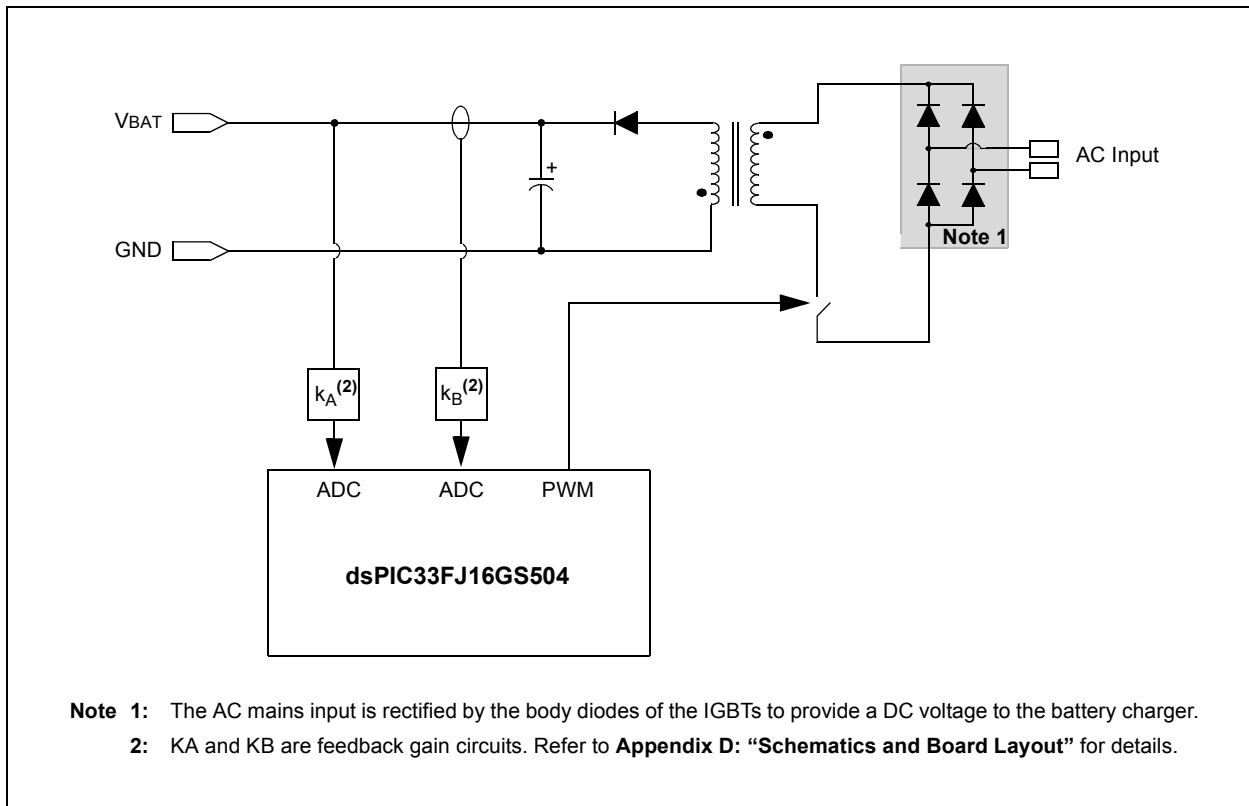 VBAT
GND
AC Input
Note 1
kA(2)
kB(2)
ADC
ADC
PWM
dsPIC33FJ16GS504
Note 1: The AC mains input is rectified by the body diodes of the IGBTs to provide a DC voltage to the battery charger.
2: KA and KB are feedback gain circuits. Refer to Appendix D: “Schematics and Board Layout” for details.
+